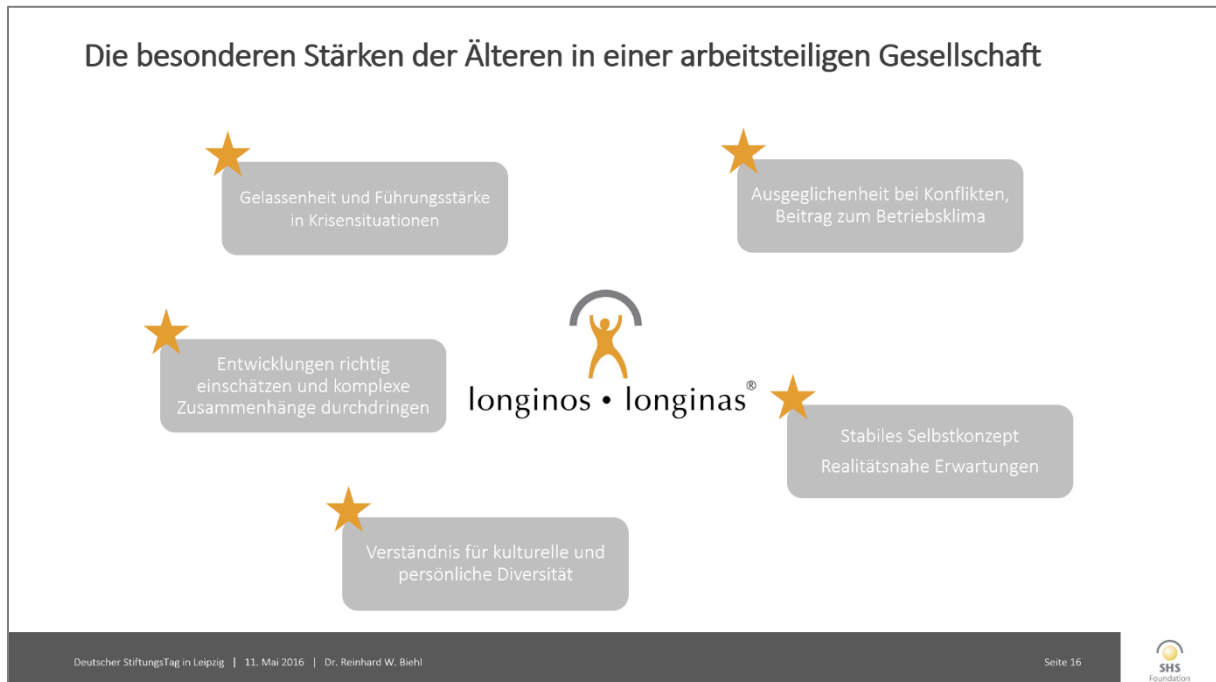 Die besonderen Stärken der Älteren in einer arbeitsteiligen Gesellschaft
Gelassenheit und Führungsstärke
in Krisensituationen
Ausgeglichenheit bei Konflikten,
Beitrag zum Betriebsklima
Entwicklungen richtig
einschätzen und komplexe
Zusammenhänge durchdringen
longinos • longinas®
Stabiles Selbstkonzept
Realitätsnahe Erwartungen
Verständnis für kulturelle und
persönliche Diversität
Deutscher StiftungsTag in Leipzig | 11. Mai 2016 | Dr. Reinhard W. Biehl
Seite 16
SHS
Foundation